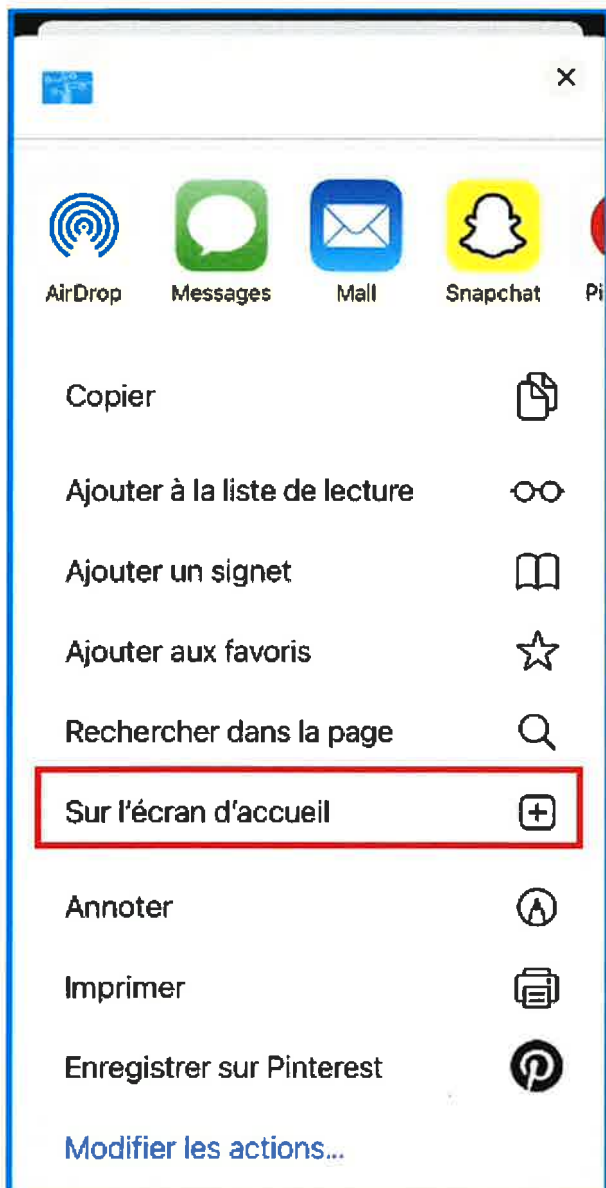 AirDrop Messages Mail Snapchat Pi
Copier
Ajouter à la liste de lecture
Ajouter un signet
Ajouter aux favoris
Rechercher dans la page
Sur l'écran d'accueil
Annoter
Imprimer
Enregistrer sur Pinterest
Modifier les actions...